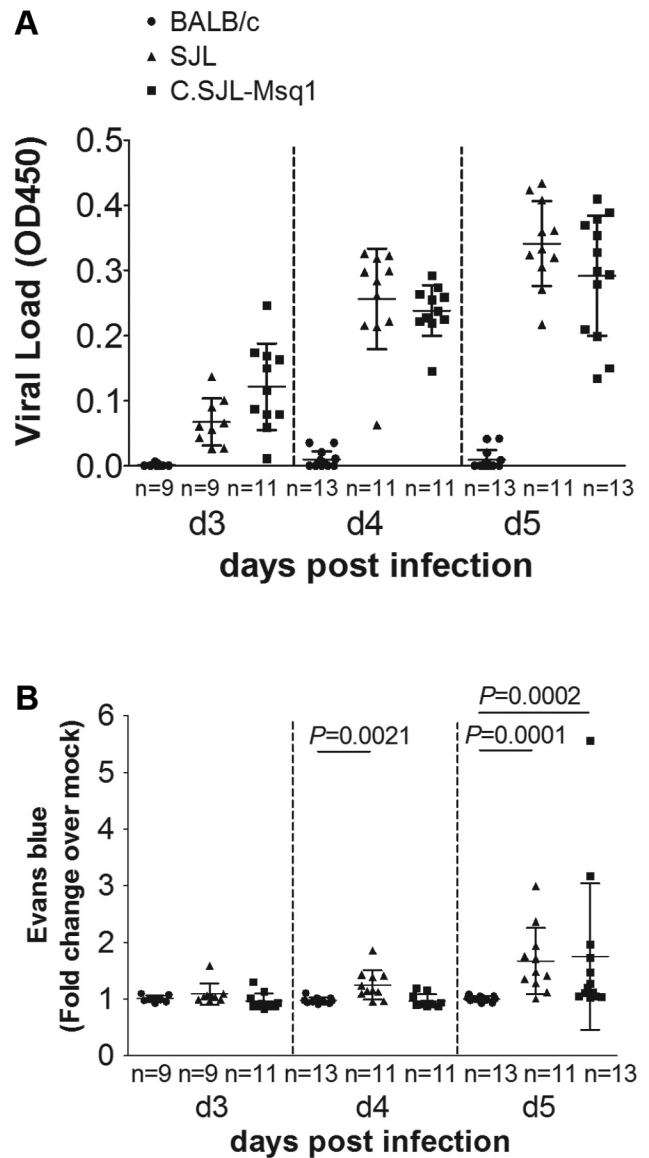 A
BALB/c
SJL
C.SJL-Msq1
Viral Load (OD450)
0.5
0.4
0.3
0.2
0.1
0.0
n=9 n=9 n=11 n=13 n=11 n=11 n=13 n=11 n=13
d3 d4 d5
days post infection
B
Evans blue
(Fold change over mock)
6
5
4
3
2
1
0
P=0.0002
P=0.0021 P=0.0001
n=9 n=9 n=11 n=13 n=11 n=11 n=13 n=11 n=13
d3 d4 d5
days post infection